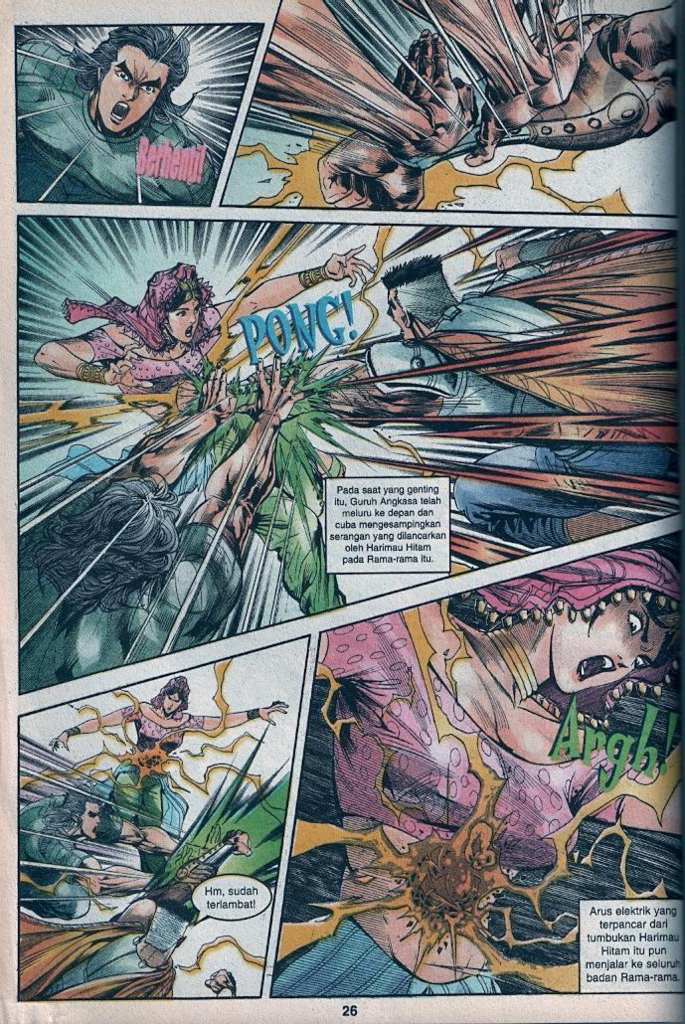 Berhenti!
PONG!
Pada saat yang genting
itu, Guruh Angkasa telah
meluru ke depan dan
cuba mengesampingkan
serangan yang dilancarkan
oleh Harimau Hitam
pada Rama-rama itu.
Argh!
Hm, sudah
terlambat!
Arus elektrik yang
terpancar dari
tumbukan Harimau
Hitam itu pun
menjalar ke seluruh
badan Rama-rama.
26